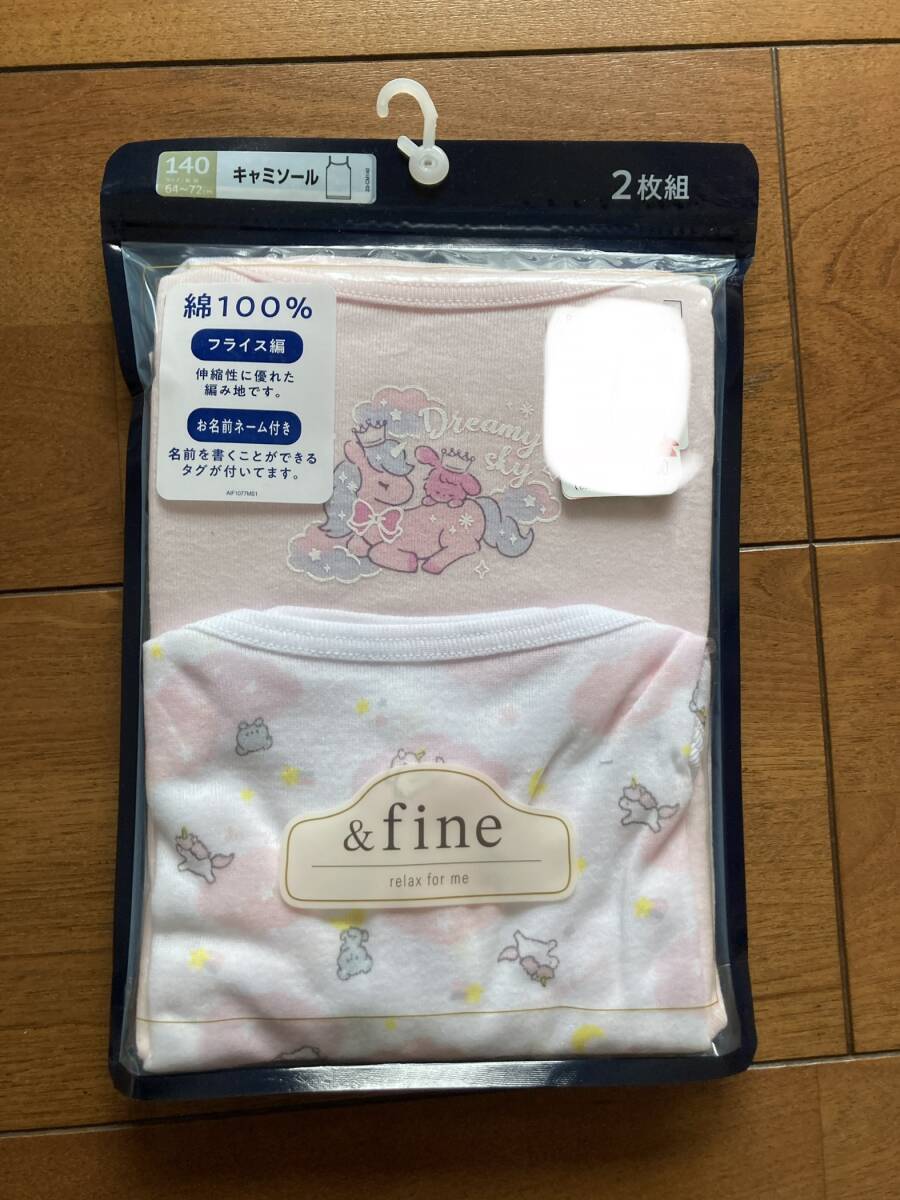 140
64~72cm
キャミソール
2枚組
綿100%
フライス編
伸縮性に優れた
編み地です。
お名前ネーム付き
名前を書くことができる
タグが付いてます。
AIF1077MS1
Dreamy
sky
&fine
relax for me